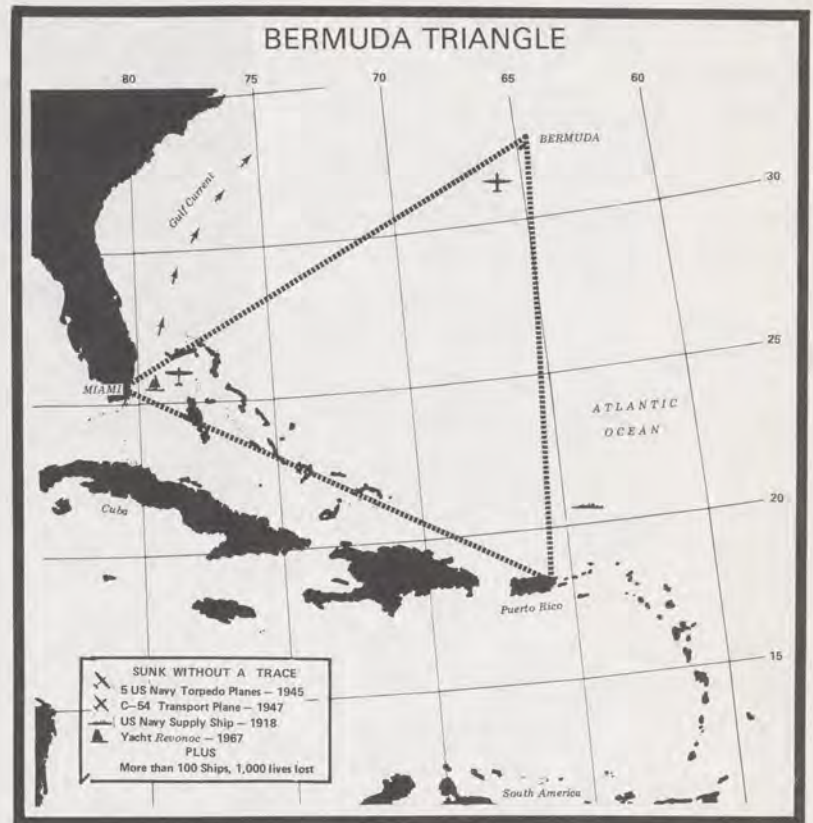 BERMUDA TRIANGLE
80 75 70 65 60
BERMUDA
30
Gulf Current
25
MIAMI
ATLANTIC
OCEAN
20
Cuba
Puerto Rico
15
SUNK WITHOUT A TRACE
5 US Navy Torpedo Planes — 1945
C—54 Transport Plane — 1947
US Navy Supply Ship — 1918
Yacht Revonoc — 1967
PLUS
More than 100 Ships, 1,000 lives lost
South America